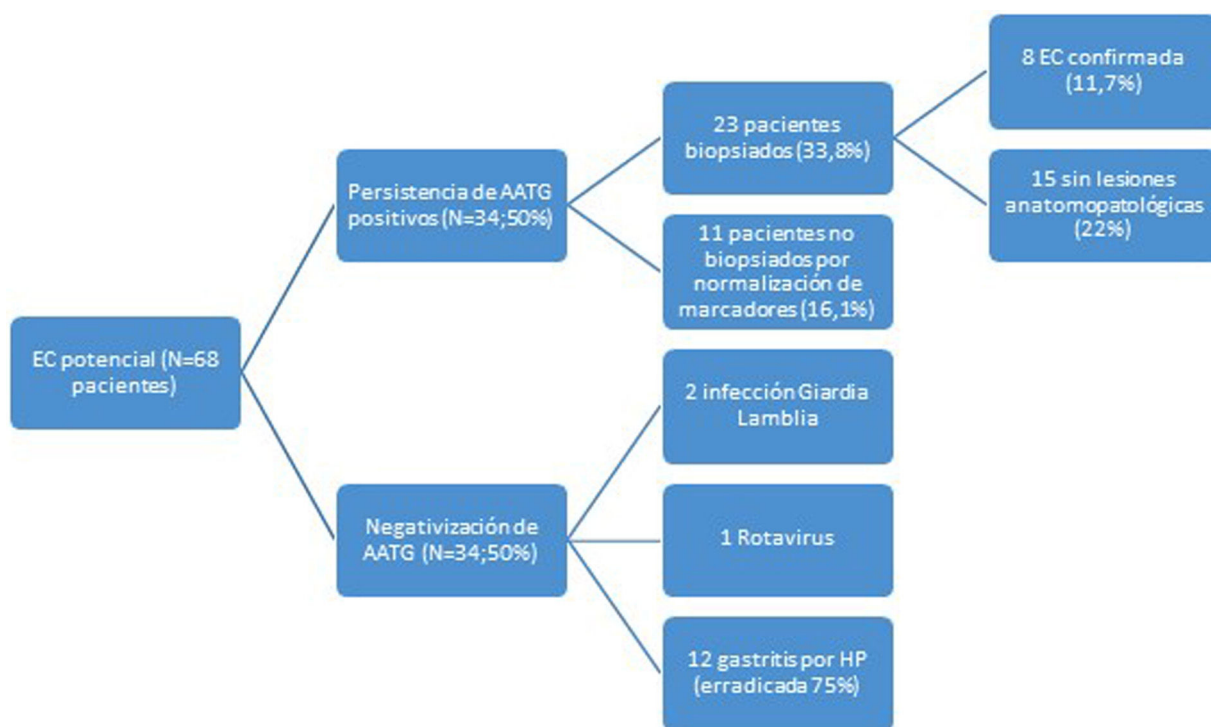 EC potencial (N=68
pacientes)
Persistencia de AATG
positivos (N=34;50%)
23 pacientes
biopsiados (33,8%)
8 EC confirmada
(11,7%)
15 sin lesiones
anatomopatológicas
(22%)
11 pacientes no
biopsiados por
normalización de
marcadores (16,1%)
Negativización de
AATG (N=34;50%)
2 infección Giardia
Lamblia
1 Rotavirus
12 gastritis por HP
(erradicada 75%)